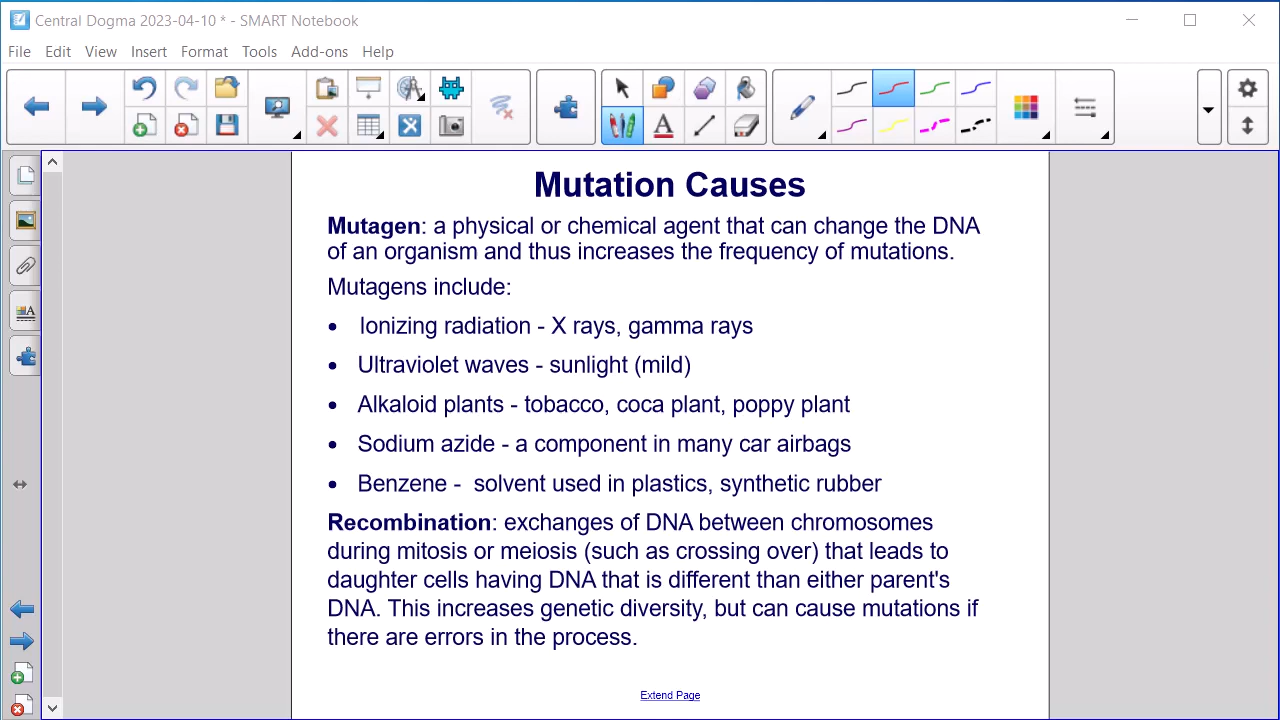 Central Dogma 2023-04-10 * - SMART Notebook
File Edit View Insert Format Tools Add-ons Help
Mutation Causes
Mutagen: a physical or chemical agent that can change the DNA
of an organism and thus increases the frequency of mutations.
Mutagens include:
• Ionizing radiation - X rays, gamma rays
• Ultraviolet waves - sunlight (mild)
• Alkaloid plants - tobacco, coca plant, poppy plant
• Sodium azide - a component in many car airbags
• Benzene -  solvent used in plastics, synthetic rubber
Recombination: exchanges of DNA between chromosomes
during mitosis or meiosis (such as crossing over) that leads to
daughter cells having DNA that is different than either parent's
DNA. This increases genetic diversity, but can cause mutations if
there are errors in the process.
Extend Page